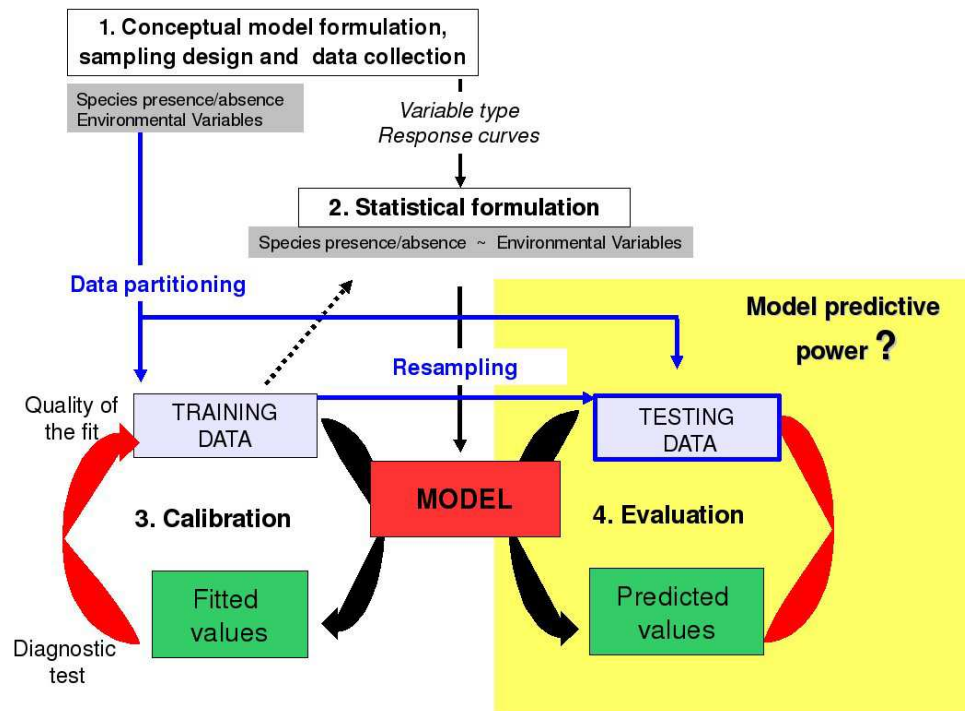 1. Conceptual model formulation,
sampling design and data collection
Species presence/absence
Environmental Variables
Variable type
Response curves
2. Statistical formulation
Species presence/absence ~ Environmental Variables
Data partitioning
Model predictive
power ?
Resampling
Quality of
the fit
TRAINING
DATA
TESTING
DATA
MODEL
3. Calibration
4. Evaluation
Fitted
values
Predicted
values
Diagnostic
test